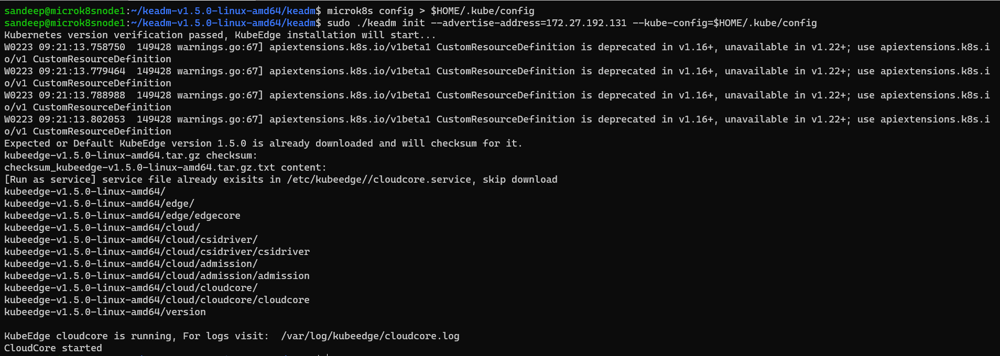 sandeep@microk8snode1:~/keadm-v1.5.0-linux-amd64/keadm$ microk8s config > $HOME/.kube/config
sandeep@microk8snode1:~/keadm-v1.5.0-linux-amd64/keadm$ sudo ./keadm init --advertise-address=172.27.192.131 --kube-config=$HOME/.kube/config
Kubernetes version verification passed, KubeEdge installation will start...
W0223 09:21:13.758750  149428 warnings.go:67] apiextensions.k8s.io/v1beta1 CustomResourceDefinition is deprecated in v1.16+, unavailable in v1.22+; use apiextensions.k8s.i
o/v1 CustomResourceDefinition
W0223 09:21:13.779464  149428 warnings.go:67] apiextensions.k8s.io/v1beta1 CustomResourceDefinition is deprecated in v1.16+, unavailable in v1.22+; use apiextensions.k8s.i
o/v1 CustomResourceDefinition
W0223 09:21:13.788988  149428 warnings.go:67] apiextensions.k8s.io/v1beta1 CustomResourceDefinition is deprecated in v1.16+, unavailable in v1.22+; use apiextensions.k8s.i
o/v1 CustomResourceDefinition
W0223 09:21:13.802053  149428 warnings.go:67] apiextensions.k8s.io/v1beta1 CustomResourceDefinition is deprecated in v1.16+, unavailable in v1.22+; use apiextensions.k8s.i
o/v1 CustomResourceDefinition
Expected or Default KubeEdge version 1.5.0 is already downloaded and will checksum for it.
kubeedge-v1.5.0-linux-amd64.tar.gz checksum:
checksum_kubeedge-v1.5.0-linux-amd64.tar.gz.txt content:
[Run as service] service file already exisits in /etc/kubeedge//cloudcore.service, skip download
kubeedge-v1.5.0-linux-amd64/
kubeedge-v1.5.0-linux-amd64/edge/
kubeedge-v1.5.0-linux-amd64/edge/edgecore
kubeedge-v1.5.0-linux-amd64/cloud/
kubeedge-v1.5.0-linux-amd64/cloud/csidriver/
kubeedge-v1.5.0-linux-amd64/cloud/csidriver/csidriver
kubeedge-v1.5.0-linux-amd64/cloud/admission/
kubeedge-v1.5.0-linux-amd64/cloud/admission/admission
kubeedge-v1.5.0-linux-amd64/cloud/cloudcore/
kubeedge-v1.5.0-linux-amd64/cloud/cloudcore/cloudcore
kubeedge-v1.5.0-linux-amd64/version
KubeEdge cloudcore is running, For logs visit:  /var/log/kubeedge/cloudcore.log
CloudCore started